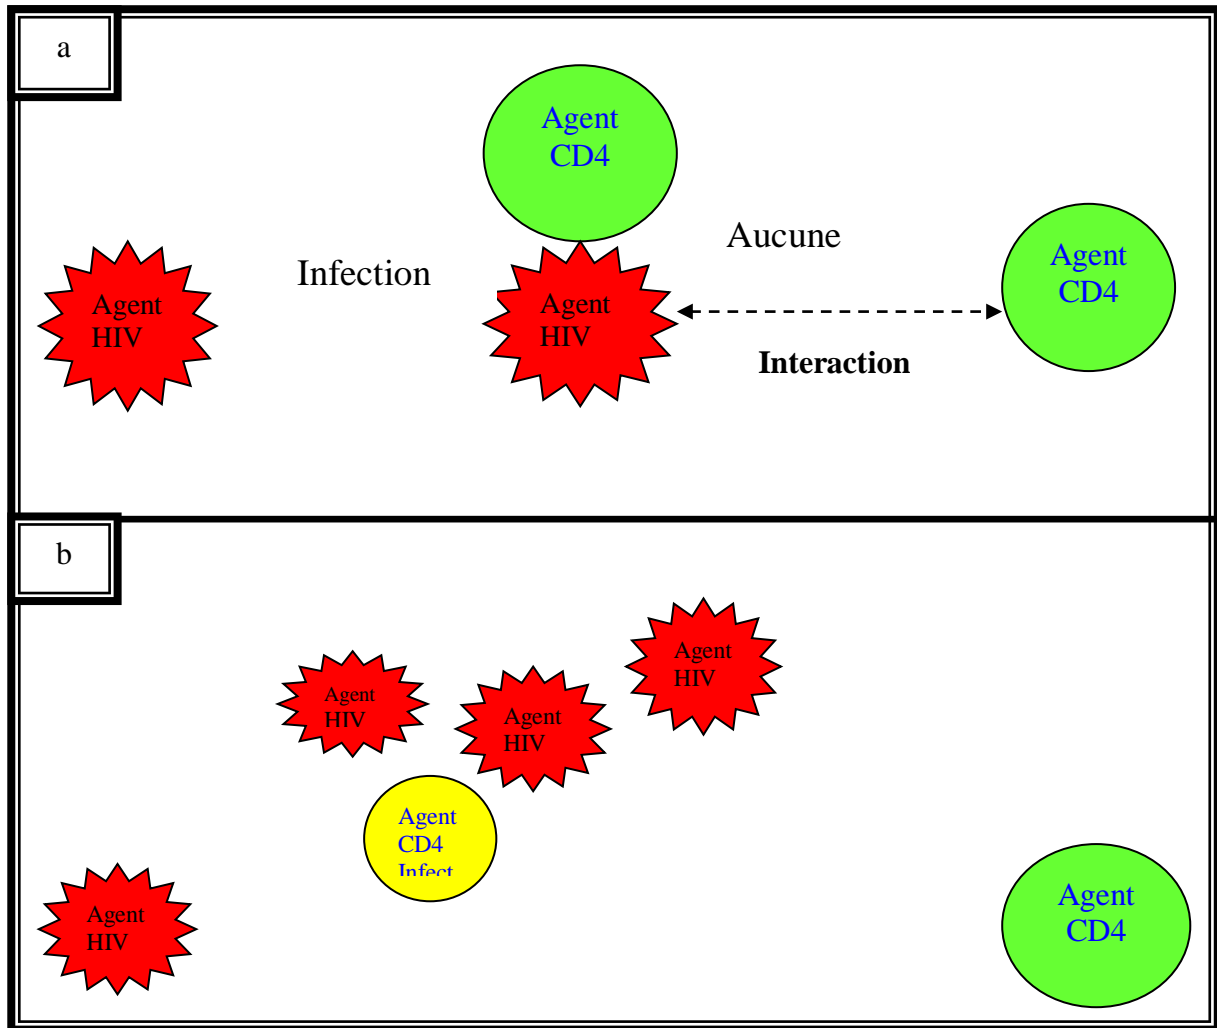 a
Agent
CD4
Aucune
Agent
CD4
Infection
Agent
HIV
Agent
HIV
Interaction
b
Agent
HIV
Agent
HIV
Agent
HIV
Agent
CD4
Infect
Agent
HIV
Agent
CD4